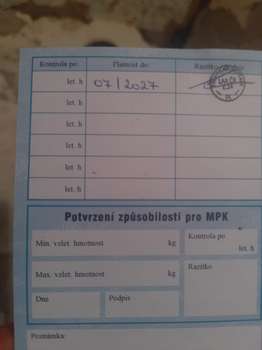 Kontrola po: Platnost do: Razítko
let. h 07/2027
let. h
let. h
let. h
let. h
let. h
Potvrzení způsobilosti pro MPK
Min. vzlet. hmotnost kg Kontrola po
let. h
Max. vzlet. hmotnost kg Razítko
Dne Podpis
Poznámka: